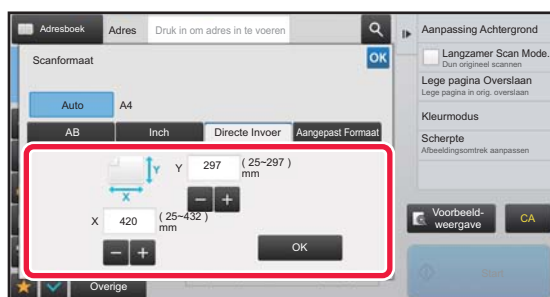 Adresboek
Adres
Druk in om adres in te voeren
Scanformaat
OK
Auto
A4
AB
Inch
Directe Invoer
Aangepast Formaat
Y
Y
297
( 25~297 )
mm
X
X
420
( 25~432 )
mm
OK
Overige
Aanpassing Achtergrond
Langzamer Scan Mode.
Dun origineel scannen
Lege pagina Overslaan
Lege pagina in orig. overslaan
Kleurmodus
Scherpte
Afbeeldingsomtrek aanpassen
Voorbeeld-
weergave
CA
Start